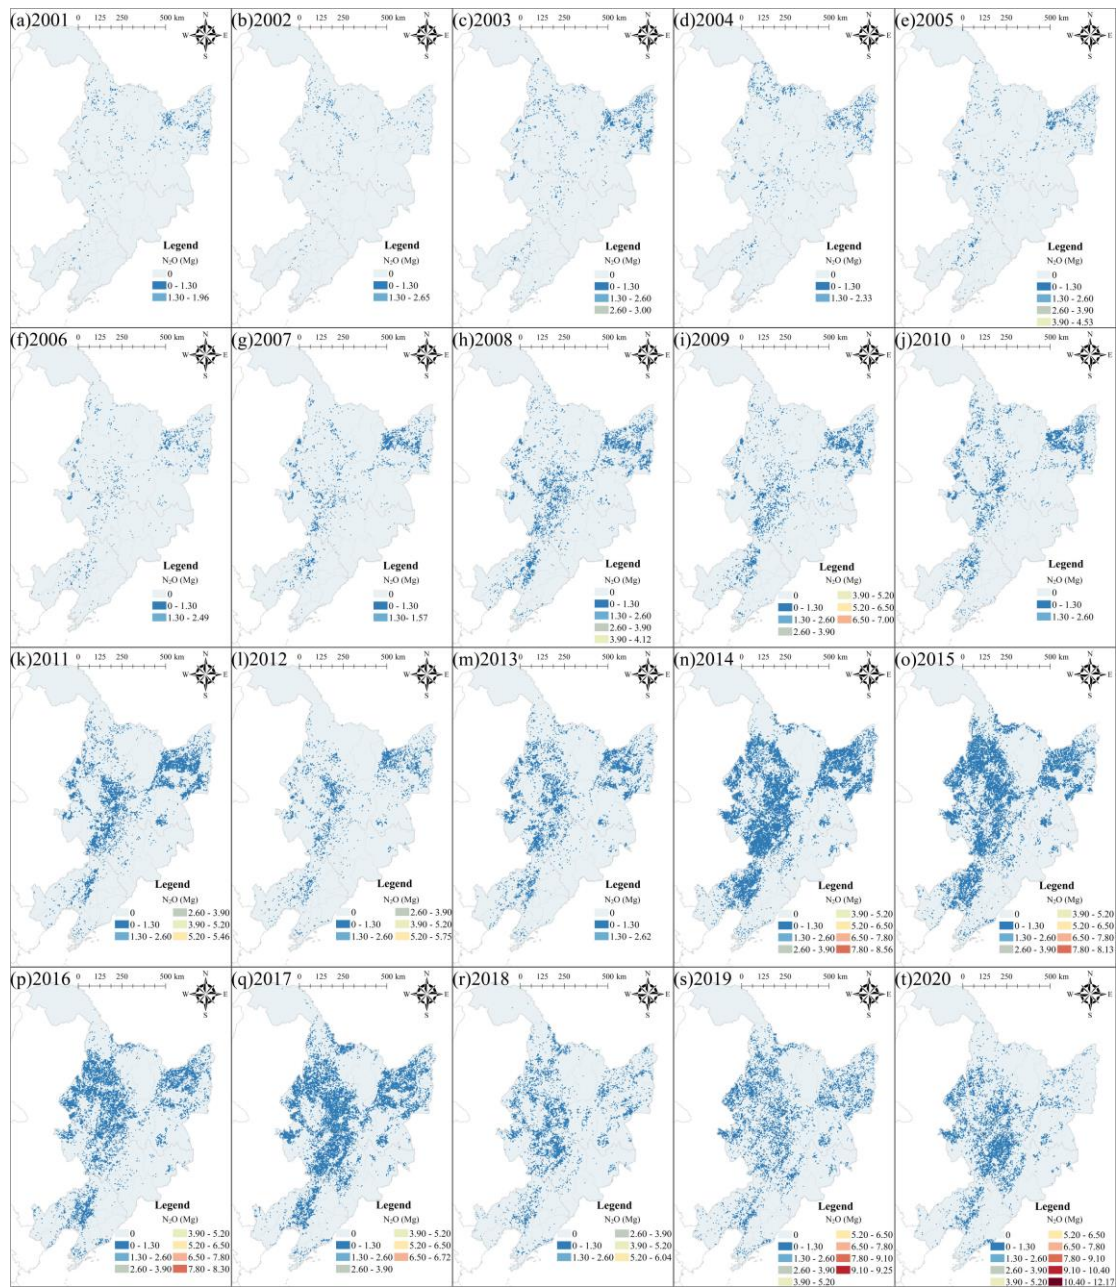 (a)2001
0 125 250 500 km
N
W E
S
Legend
N₂O (Mg)
0
0 - 1.30
1.30 - 1.96
(b)2002
0 125 250 500 km
N
W E
S
Legend
N₂O (Mg)
0
0 - 1.30
1.30 - 2.65
(c)2003
0 125 250 500 km
N
W E
S
Legend
N₂O (Mg)
0
0 - 1.30
1.30 - 2.60
2.60 - 3.00
(d)2004
0 125 250 500 km
N
W E
S
Legend
N₂O (Mg)
0
0 - 1.30
1.30 - 2.33
(e)2005
0 125 250 500 km
N
W E
S
Legend
N₂O (Mg)
0
0 - 1.30
1.30 - 2.60
2.60 - 3.90
3.90 - 4.53
(f)2006
0 125 250 500 km
N
W E
S
Legend
N₂O (Mg)
0
0 - 1.30
1.30 - 2.49
(g)2007
0 125 250 500 km
N
W E
S
Legend
N₂O (Mg)
0
0 - 1.30
1.30- 1.57
(h)2008
0 125 250 500 km
N
W E
S
Legend
N₂O (Mg)
0
0 - 1.30
1.30 - 2.60
2.60 - 3.90
3.90 - 4.12
(i)2009
0 125 250 500 km
N
W E
S
Legend
N₂O (Mg)
0 3.90 - 5.20
0 - 1.30 5.20 - 6.50
1.30 - 2.60 6.50 - 7.00
2.60 - 3.90
(j)2010
0 125 250 500 km
N
W E
S
Legend
N₂O (Mg)
0
0 - 1.30
1.30 - 2.60
(k)2011
0 125 250 500 km
N
W E
S
Legend
N₂O (Mg)
0 2.60 - 3.90
0 - 1.30 3.90 - 5.20
1.30 - 2.60 5.20 - 5.46
(l)2012
0 125 250 500 km
N
W E
S
Legend
N₂O (Mg)
0 2.60 - 3.90
0 - 1.30 3.90 - 5.20
1.30 - 2.60 5.20 - 5.75
(m)2013
0 125 250 500 km
N
W E
S
Legend
N₂O (Mg)
0
0 - 1.30
1.30 - 2.62
(n)2014
0 125 250 500 km
N
W E
S
Legend
N₂O (Mg)
0 3.90 - 5.20
0 - 1.30 5.20 - 6.50
1.30 - 2.60 6.50 - 7.80
2.60 - 3.90 7.80 - 8.56
(o)2015
0 125 250 500 km
N
W E
S
Legend
N₂O (Mg)
0 3.90 - 5.20
0 - 1.30 5.20 - 6.50
1.30 - 2.60 6.50 - 7.80
2.60 - 3.90 7.80 - 8.13
(p)2016
0 125 250 500 km
N
W E
S
Legend
N₂O (Mg)
0 3.90 - 5.20
0 - 1.30 5.20 - 6.50
1.30 - 2.60 6.50 - 7.80
2.60 - 3.90 7.80 - 8.30
(q)2017
0 125 250 500 km
N
W E
S
Legend
N₂O (Mg)
0 3.90 - 5.20
0 - 1.30 5.20 - 6.50
1.30 - 2.60 6.50 - 6.72
2.60 - 3.90
(r)2018
0 125 250 500 km
N
W E
S
Legend
N₂O (Mg)
0 2.60 - 3.90
0 - 1.30 3.90 - 5.20
1.30 - 2.60 5.20 - 6.04
(s)2019
0 125 250 500 km
N
W E
S
Legend
N₂O (Mg)
0 5.20 - 6.50
0 - 1.30 6.50 - 7.80
1.30 - 2.60 7.80 - 9.10
2.60 - 3.90 9.10 - 9.25
3.90 - 5.20
(t)2020
0 125 250 500 km
N
W E
S
Legend
N₂O (Mg)
0 5.20 - 6.50
0 - 1.30 6.50 - 7.80
1.30 - 2.60 7.80 - 9.10
2.60 - 3.90 9.10 - 10.40
3.90 - 5.20 10.40 - 12.17